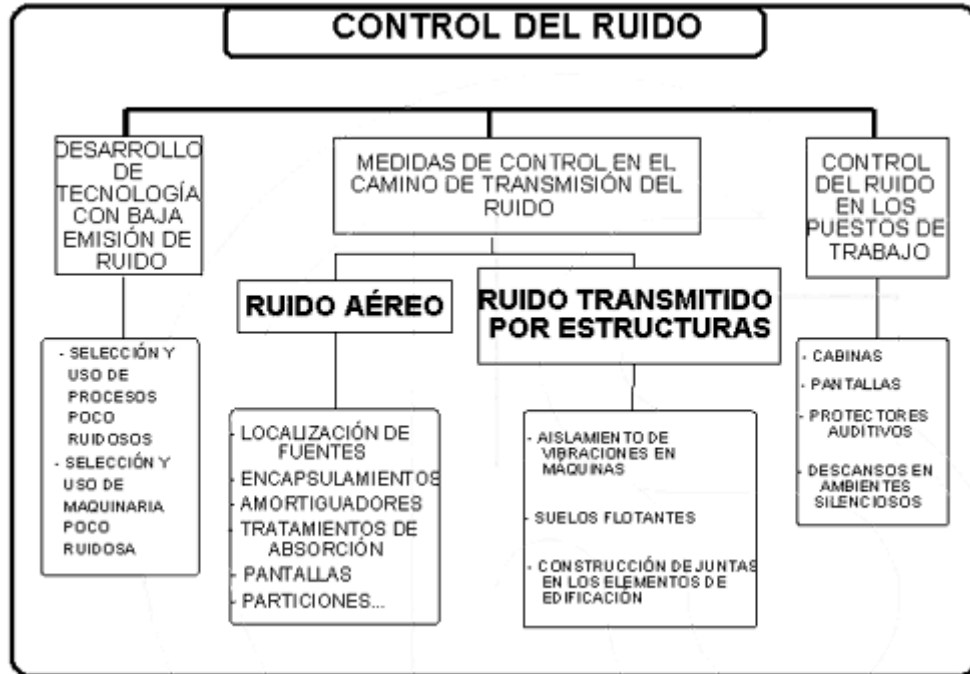 CONTROL DEL RUIDO
DESARROLLO
DE
TECNOLOGÍA
CON BAJA
EMISIÓN DE
RUIDO
MEDIDAS DE CONTROL EN EL
CAMINO DE TRANSMISIÓN DEL
RUIDO
CONTROL
DEL RUIDO
EN LOS
PUESTOS DE
TRABAJO
RUIDO AÉREO
RUIDO TRANSMITIDO
POR ESTRUCTURAS
- SELECCIÓN Y
USO DE
PROCESOS
POCO
RUIDOSOS
- SELECCIÓN Y
USO DE
MAQUINARIA
POCO
RUIDOSA
- LOCALIZACIÓN DE
FUENTES
- ENCAPSULAMIENTOS
- AMORTIGUADORES
- TRATAMIENTOS DE
ABSORCIÓN
- PANTALLAS
- PARTICIONES...
- AISLAMIENTO DE
VIBRACIONES EN
MÁQUINAS
- SUELOS FLOTANTES
- CONSTRUCCIÓN DE JUNTAS
EN LOS ELEMENTOS DE
EDIFICACIÓN
- CABINAS
- PANTALLAS
- PROTECTORES
AUDITIVOS
- DESCANSOS EN
AMBIENTES
SILENCIOSOS